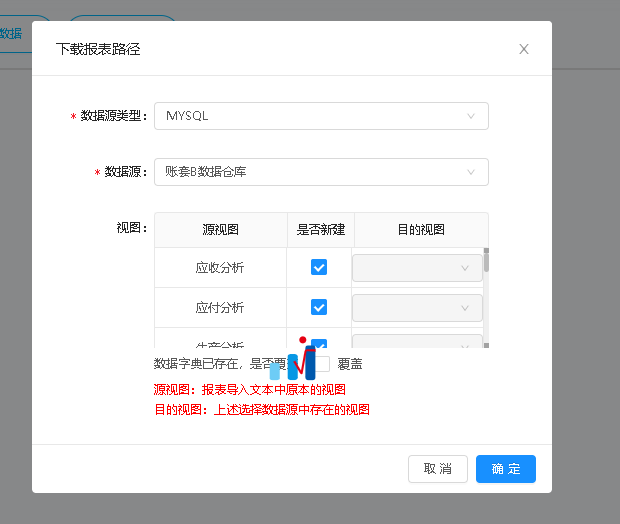 数据
下载报表路径
* 数据源类型： MYSQL
* 数据源： 账套B数据仓库
视图： 源视图 是否新建 目的视图
应收分析
应付分析
生产分析
数据字典已存在，是否覆 覆盖
源视图：报表导入文本中原本的视图
目的视图：上述选择数据源中存在的视图
取 消 确 定